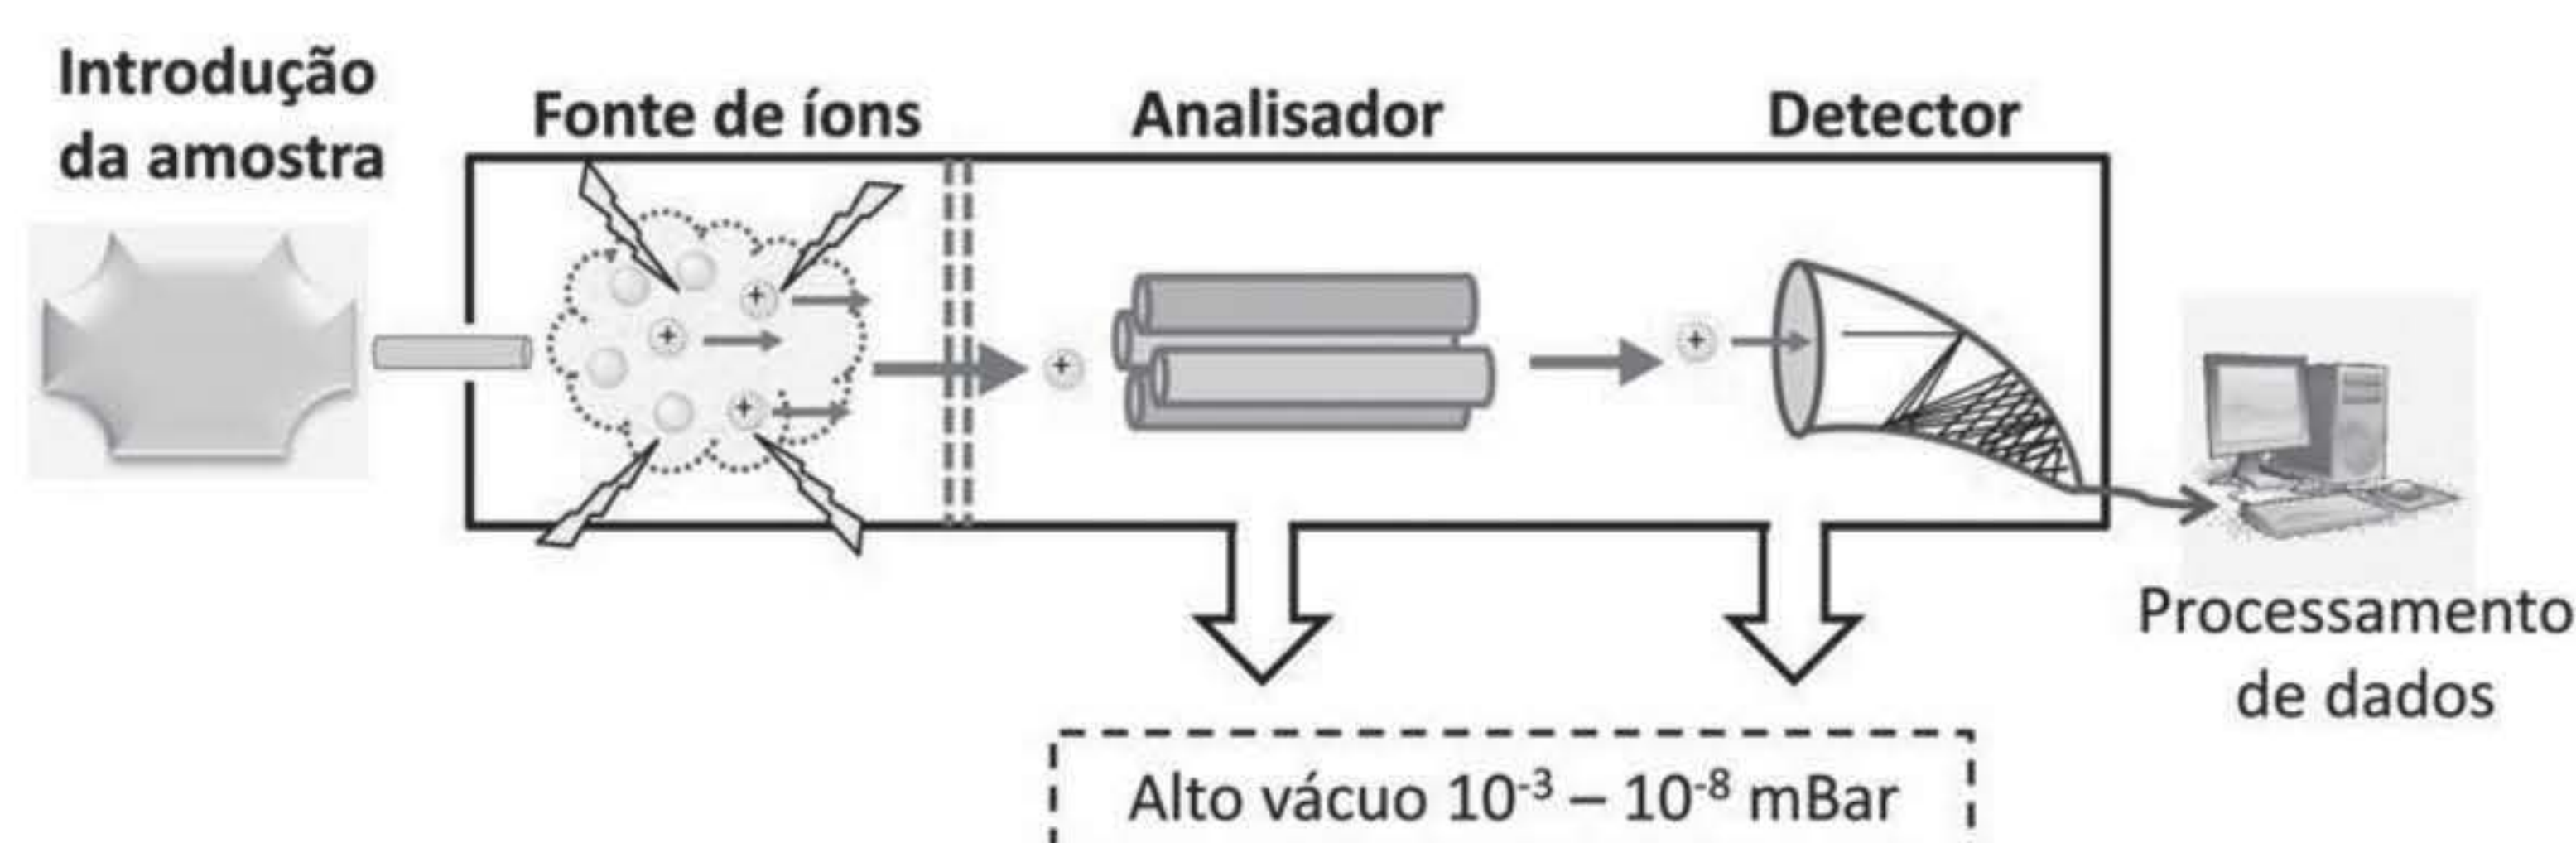 Introdução
da amostra
Fonte de íons
Analisador
Detector
+
+
+
+
+
Processamento
de dados
Alto vácuo 10⁻³ – 10⁻⁸ mBar